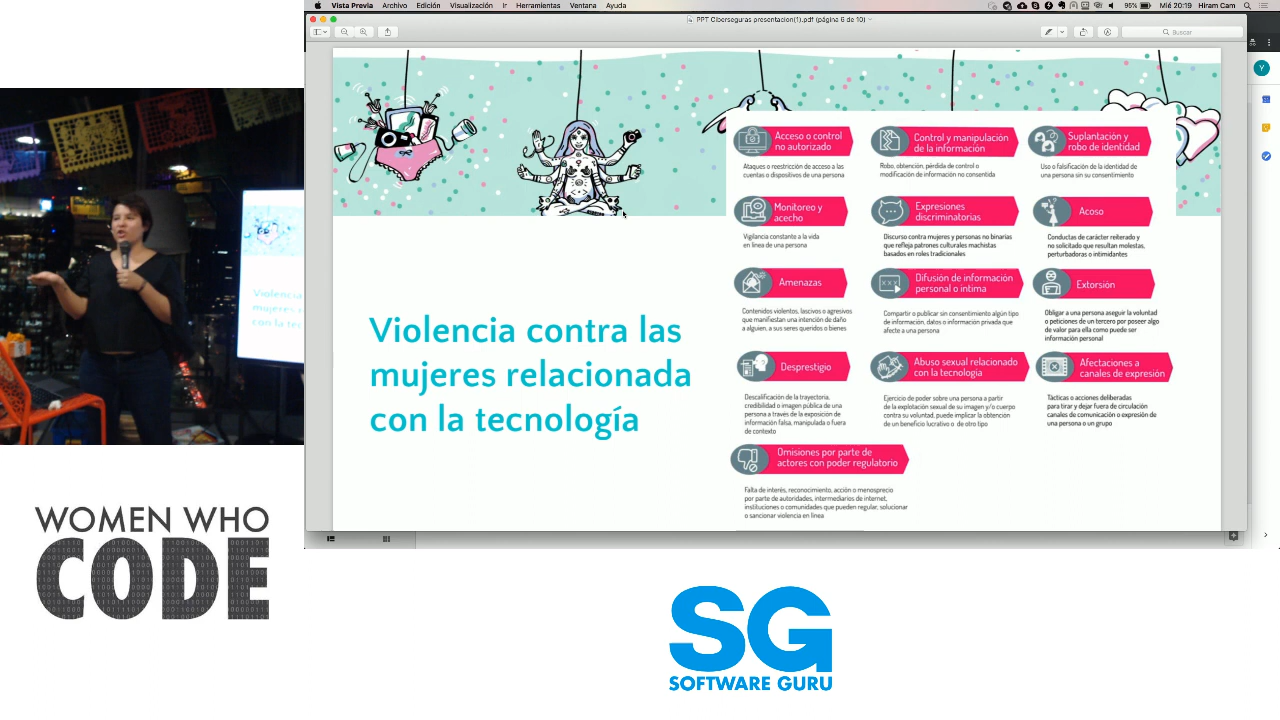 Vista Previa Archivo Edición Visualización Ir Herramientas Ventana Ayuda
95% Mié 20:19 Hiram Cam
PPT Ciberseguras presentacion(1).pdf (página 6 de 10)
Buscar
Y
Acceso o control
no autorizado
Ataques o reestricción de acceso a las
cuentas o dispositivos de una persona
Control y manipulación
de la información
Robo, obtención, pérdida de control o
modificación de información no consentida
Suplantación y
robo de identidad
Uso o falsificación de la identidad de
una persona sin su consentimiento
Monitoreo y
acecho
Vigilancia constante a la vida
en línea de una persona
Expresiones
discriminatorias
Discurso contra mujeres y personas no binarias
que refleja patrones culturales machistas
basados en roles tradicionales
Acoso
Conductas de carácter reiterado y
no solicitado que resultan molestas,
perturbadoras o intimidantes
Amenazas
Contenidos violentos, lascivos o agresivos
que manifiestan una intención de daño
a alguien, a sus seres queridos o bienes
Difusión de información
personal o íntima
Compartir o publicar sin consentimiento algún tipo
de información, datos o información privada que
afecte a una persona
Extorsión
Obligar a una persona aseguir la voluntad
o peticiones de un tercero por poseer algo
de valor para ella como puede ser
información personal
Violencia contra las
mujeres relacionada
con la tecnología
Desprestigio
Descalificación de la trayectoria,
credibilidad o imagen pública de una
persona a través de la exposición de
información falsa, manipulada o fuera
de contexto
Abuso sexual relacionado
con la tecnología
Ejercicio de poder sobre una persona a partir
de la explotación sexual de su imagen y/o cuerpo
contra su voluntad, puede implicar la obtención
de un beneficio lucrativo o de otro tipo
Afectaciones a
canales de expresión
Tácticas o acciones deliberadas
para tirar y dejar fuera de circulación
canales de comunicación o expresión de
una persona o un grupo
Omisiones por parte de
actores con poder regulatorio
Falta de interés, reconocimiento, acción o menosprecio
por parte de autoridades, intermediarios de internet,
instituciones o comunidades que pueden regular, solucionar
o sancionar violencia en línea
Violencia
mujeres r
con la tec
WOMEN WHO
CODE
SG
SOFTWARE GURU